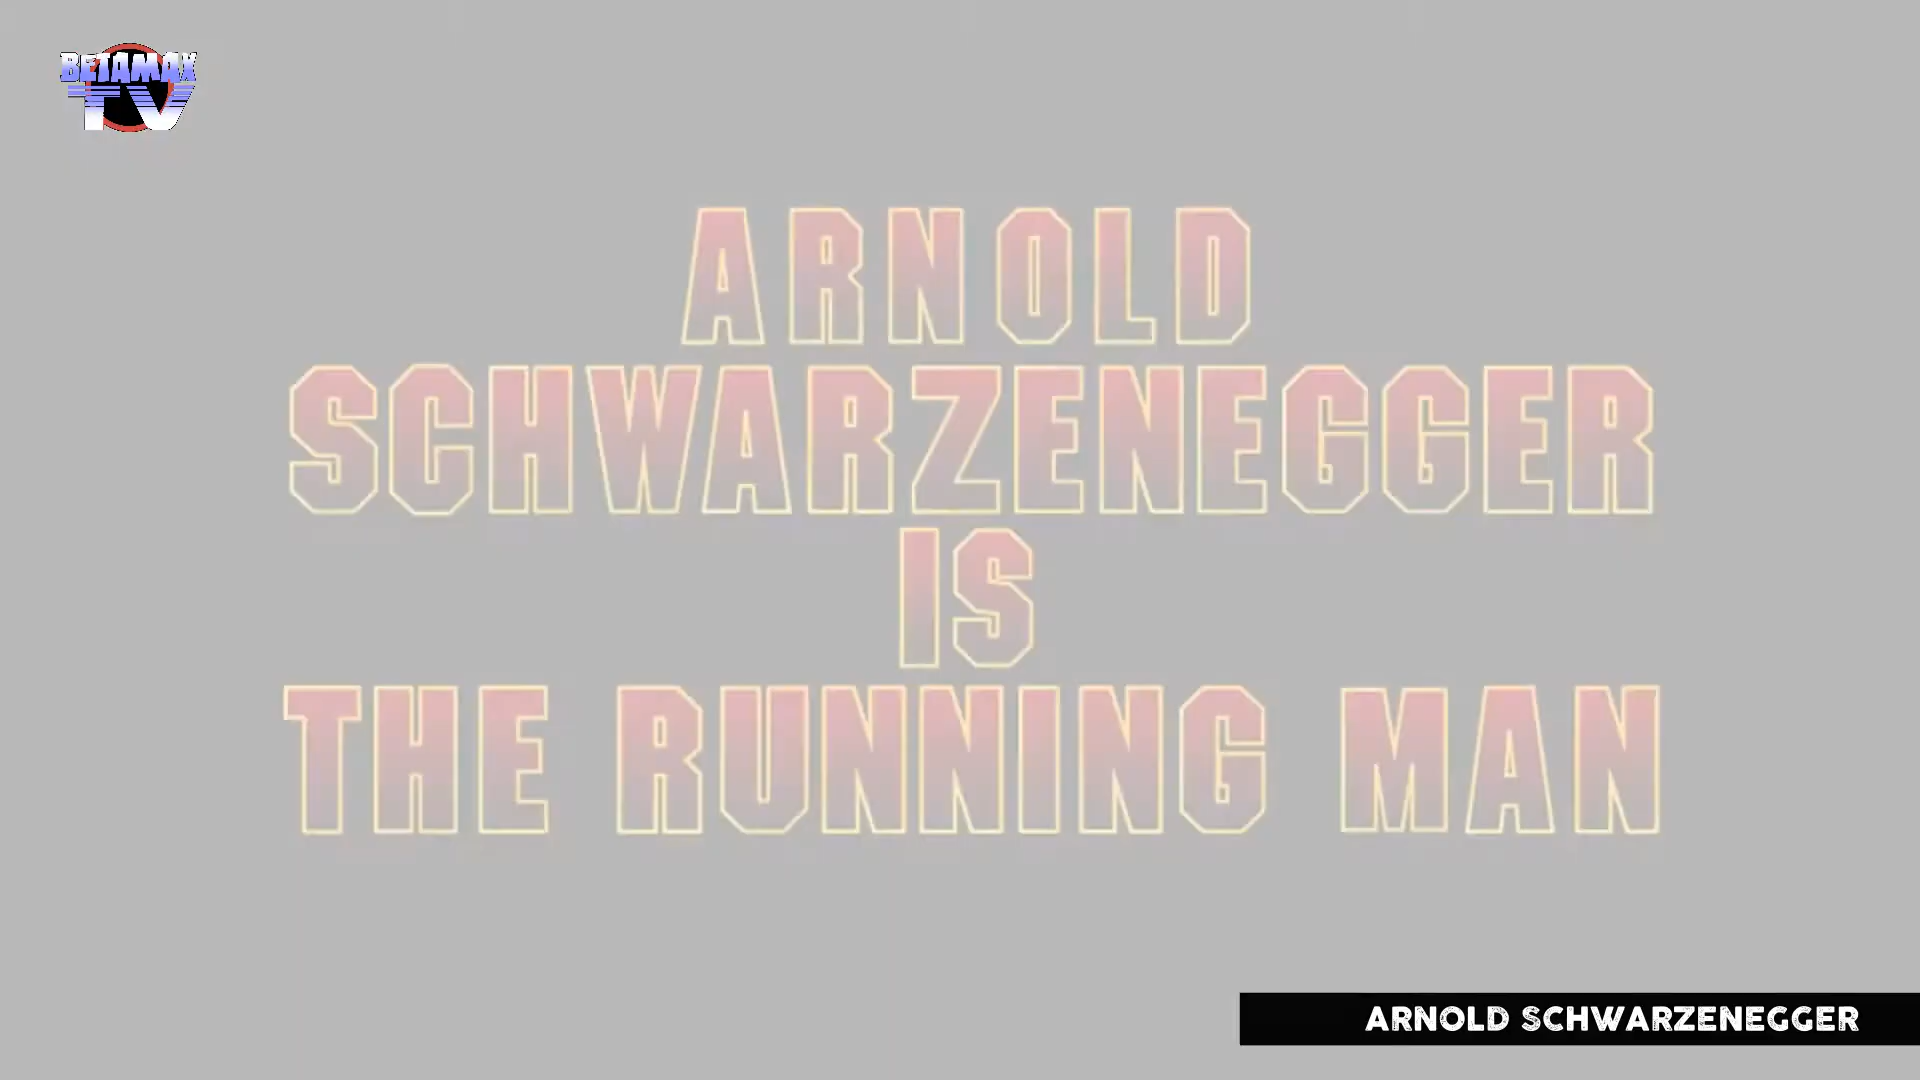 BETAMAX
TV
ARNOLD
SCHWARZENEGGER
IS
THE RUNNING MAN
ARNOLD SCHWARZENEGGER